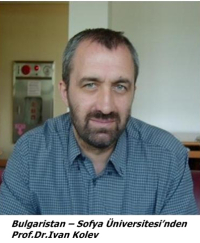 Bulgaristan – Sofya Üniversitesi’nden
Prof.Dr.Ivan Kolev